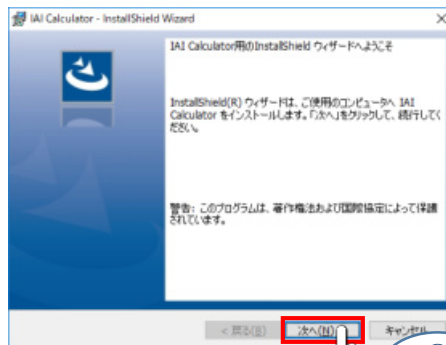 IAI Calculator - InstallShield Wizard
IAI Calculator用のInstallShield ウィザードへようこそ
InstallShield(R) ウィザードは、ご使用のコンピュータへ IAI
Calculator をインストールします。「次へ」をクリックして、続行してく
ださい。
警告: このプログラムは、著作権法および国際協定によって保護
されています。
< 戻る(B)
次へ(N)
キャンセル